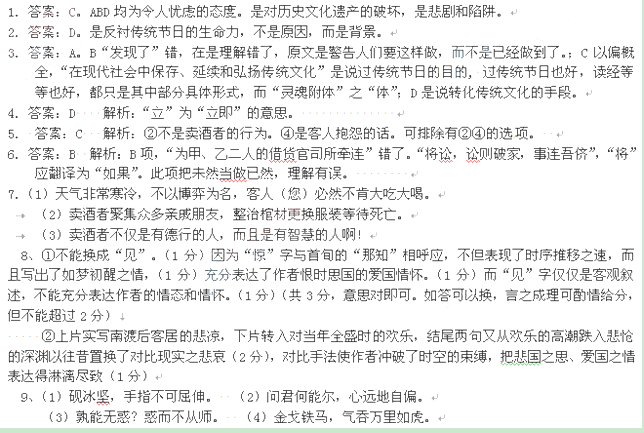 1. 答案：C。ABD 均为令人忧虑的态度。是对历史文化遗产的破坏，是悲剧和陷阱。
2. 答案：D。是反衬传统节日的生命力，不是原因，而是背景。
3. 答案：A。B“发现了”错，在是理解错了，原文是警告人们要这样做，而不是已经做到了。；C 以偏概
全，“在现代社会中保存、延续和弘扬传统文化”是说过传统节日的目的，过传统节日也好，读经等
等也好，都只是其中部分具体形式，而“灵魂附体”之“体”；D 是说转化传统文化的手段。
4. 答案：D 解析：“立”为“立即”的意思。
5. 答案：C 解析：②不是卖酒者的行为。④是客人抱怨的话。可排除有②④的选项。
6. 答案：B 解析：B 项，“为甲、乙二人的借贷官司所牵连”错了。“将讼，讼则破家，事连吾侪”，“将”
应翻译为“如果”。此项把未然当做已然，理解有误。
7.（1）天气非常寒冷，不以博弈为名，客人（您）必然不肯大吃大喝。
（2）卖酒者聚集众多亲戚朋友，整治棺材更换服装等待死亡。
（3）卖酒者不仅是有德行的人，而且是有智慧的人啊！
8、①不能换成“见”。（1 分）因为“惊”字与首旬的“那知”相呼应，不但表现了时序推移之速，而
且写出了如梦初醒之情，（1 分）充分表达了作者恨时思国的爱国情怀。（1 分）而“见”字仅仅是客观叙
述，不能充分表达作者的情态和情怀。（1 分）（共 3 分，意思对即可。如答可以换，言之成理可酌情给分，
但不能超过 2 分）
②上片实写南渡后客居的悲凉，下片转入对当年全盛时的欢乐，结尾两句又从欢乐的高潮跌入悲怆
的深渊以往昔置换了对比现实之悲哀（2 分），对比手法使作者冲破了时空的束缚，把悲国之思、爱国之情
表达得淋漓尽致（1 分）
9、（1）砚冰坚，手指不可屈伸。 （2）问君何能尔，心远地自偏。
（3）孰能无惑？惑而不从师。 （4）金戈铁马，气吞万里如虎。